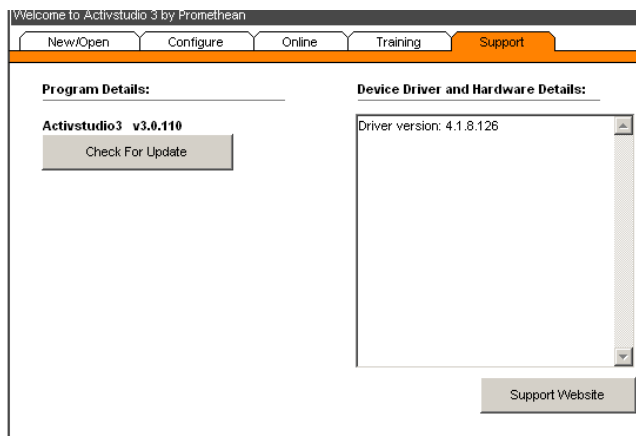 Welcome to Activstudio 3 by Promethean
New/Open Configure Online Training Support
Program Details:
Activstudio3 v3.0.110
Check For Update
Device Driver and Hardware Details:
Driver version: 4.1.8.126
Support Website